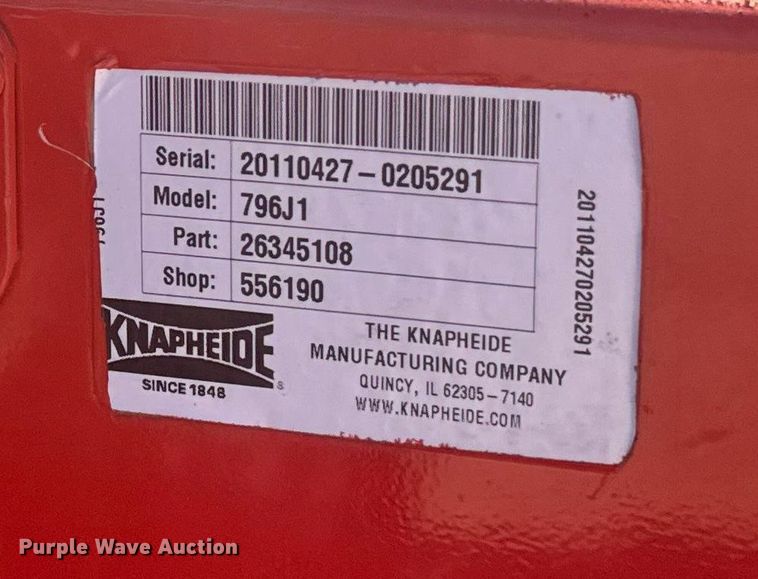 Serial: 20110427-0205291
Model: 796J1
Part: 26345108
Shop: 556190
796J1
201104270205291
KNAPHEIDE
SINCE 1848
®
THE KNAPHEIDE
MANUFACTURING COMPANY
QUINCY, IL 62305-7140
WWW.KNAPHEIDE.COM
Purple Wave Auction